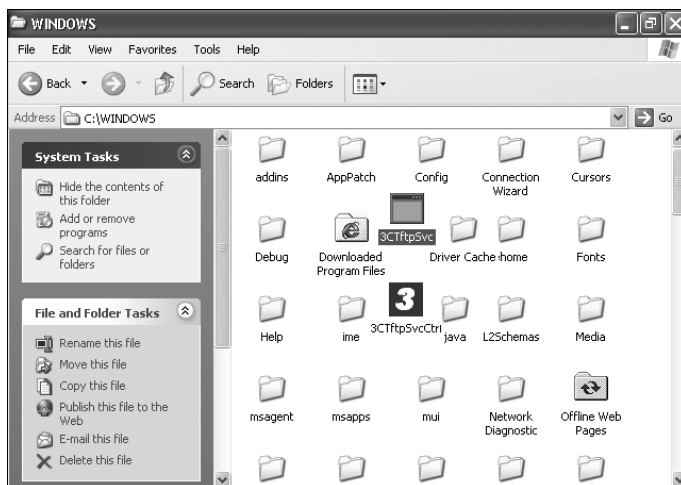 WINDOWS
File Edit View Favorites Tools Help
Back Search Folders
Address C:\WINDOWS Go
System Tasks
Hide the contents of
this folder
Add or remove
programs
Search for files or
folders
File and Folder Tasks
Rename this file
Move this file
Copy this file
Publish this file to the
Web
E-mail this file
Delete this file
addins AppPatch Config Connection
Wizard Cursors
3CTftpSvc
Debug Downloaded
Program Files Driver Cache Fonts
3
3CTftpSvcCtrl
Help ime java L2Schemas Media
msagent msapps mui Network
Diagnostic Offline Web
Pages